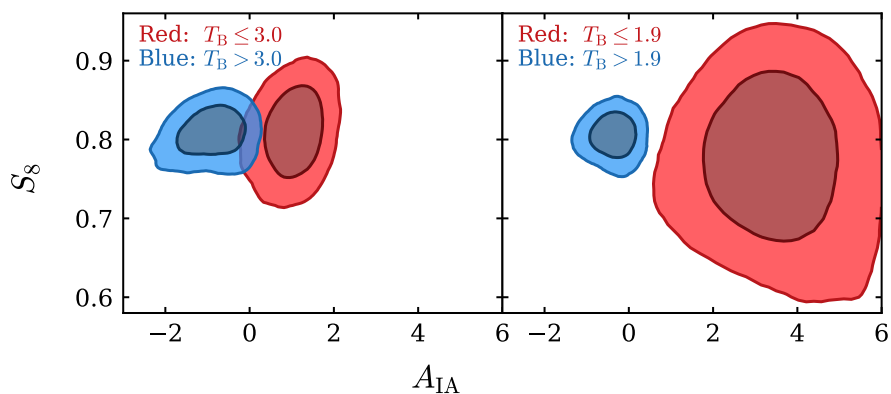 Red: T_B ≤ 3.0
Blue: T_B > 3.0
Red: T_B ≤ 1.9
Blue: T_B > 1.9
0.9
0.8
0.7
0.6
S_8
−2 0 2 4 6
−2 0 2 4 6
A_IA